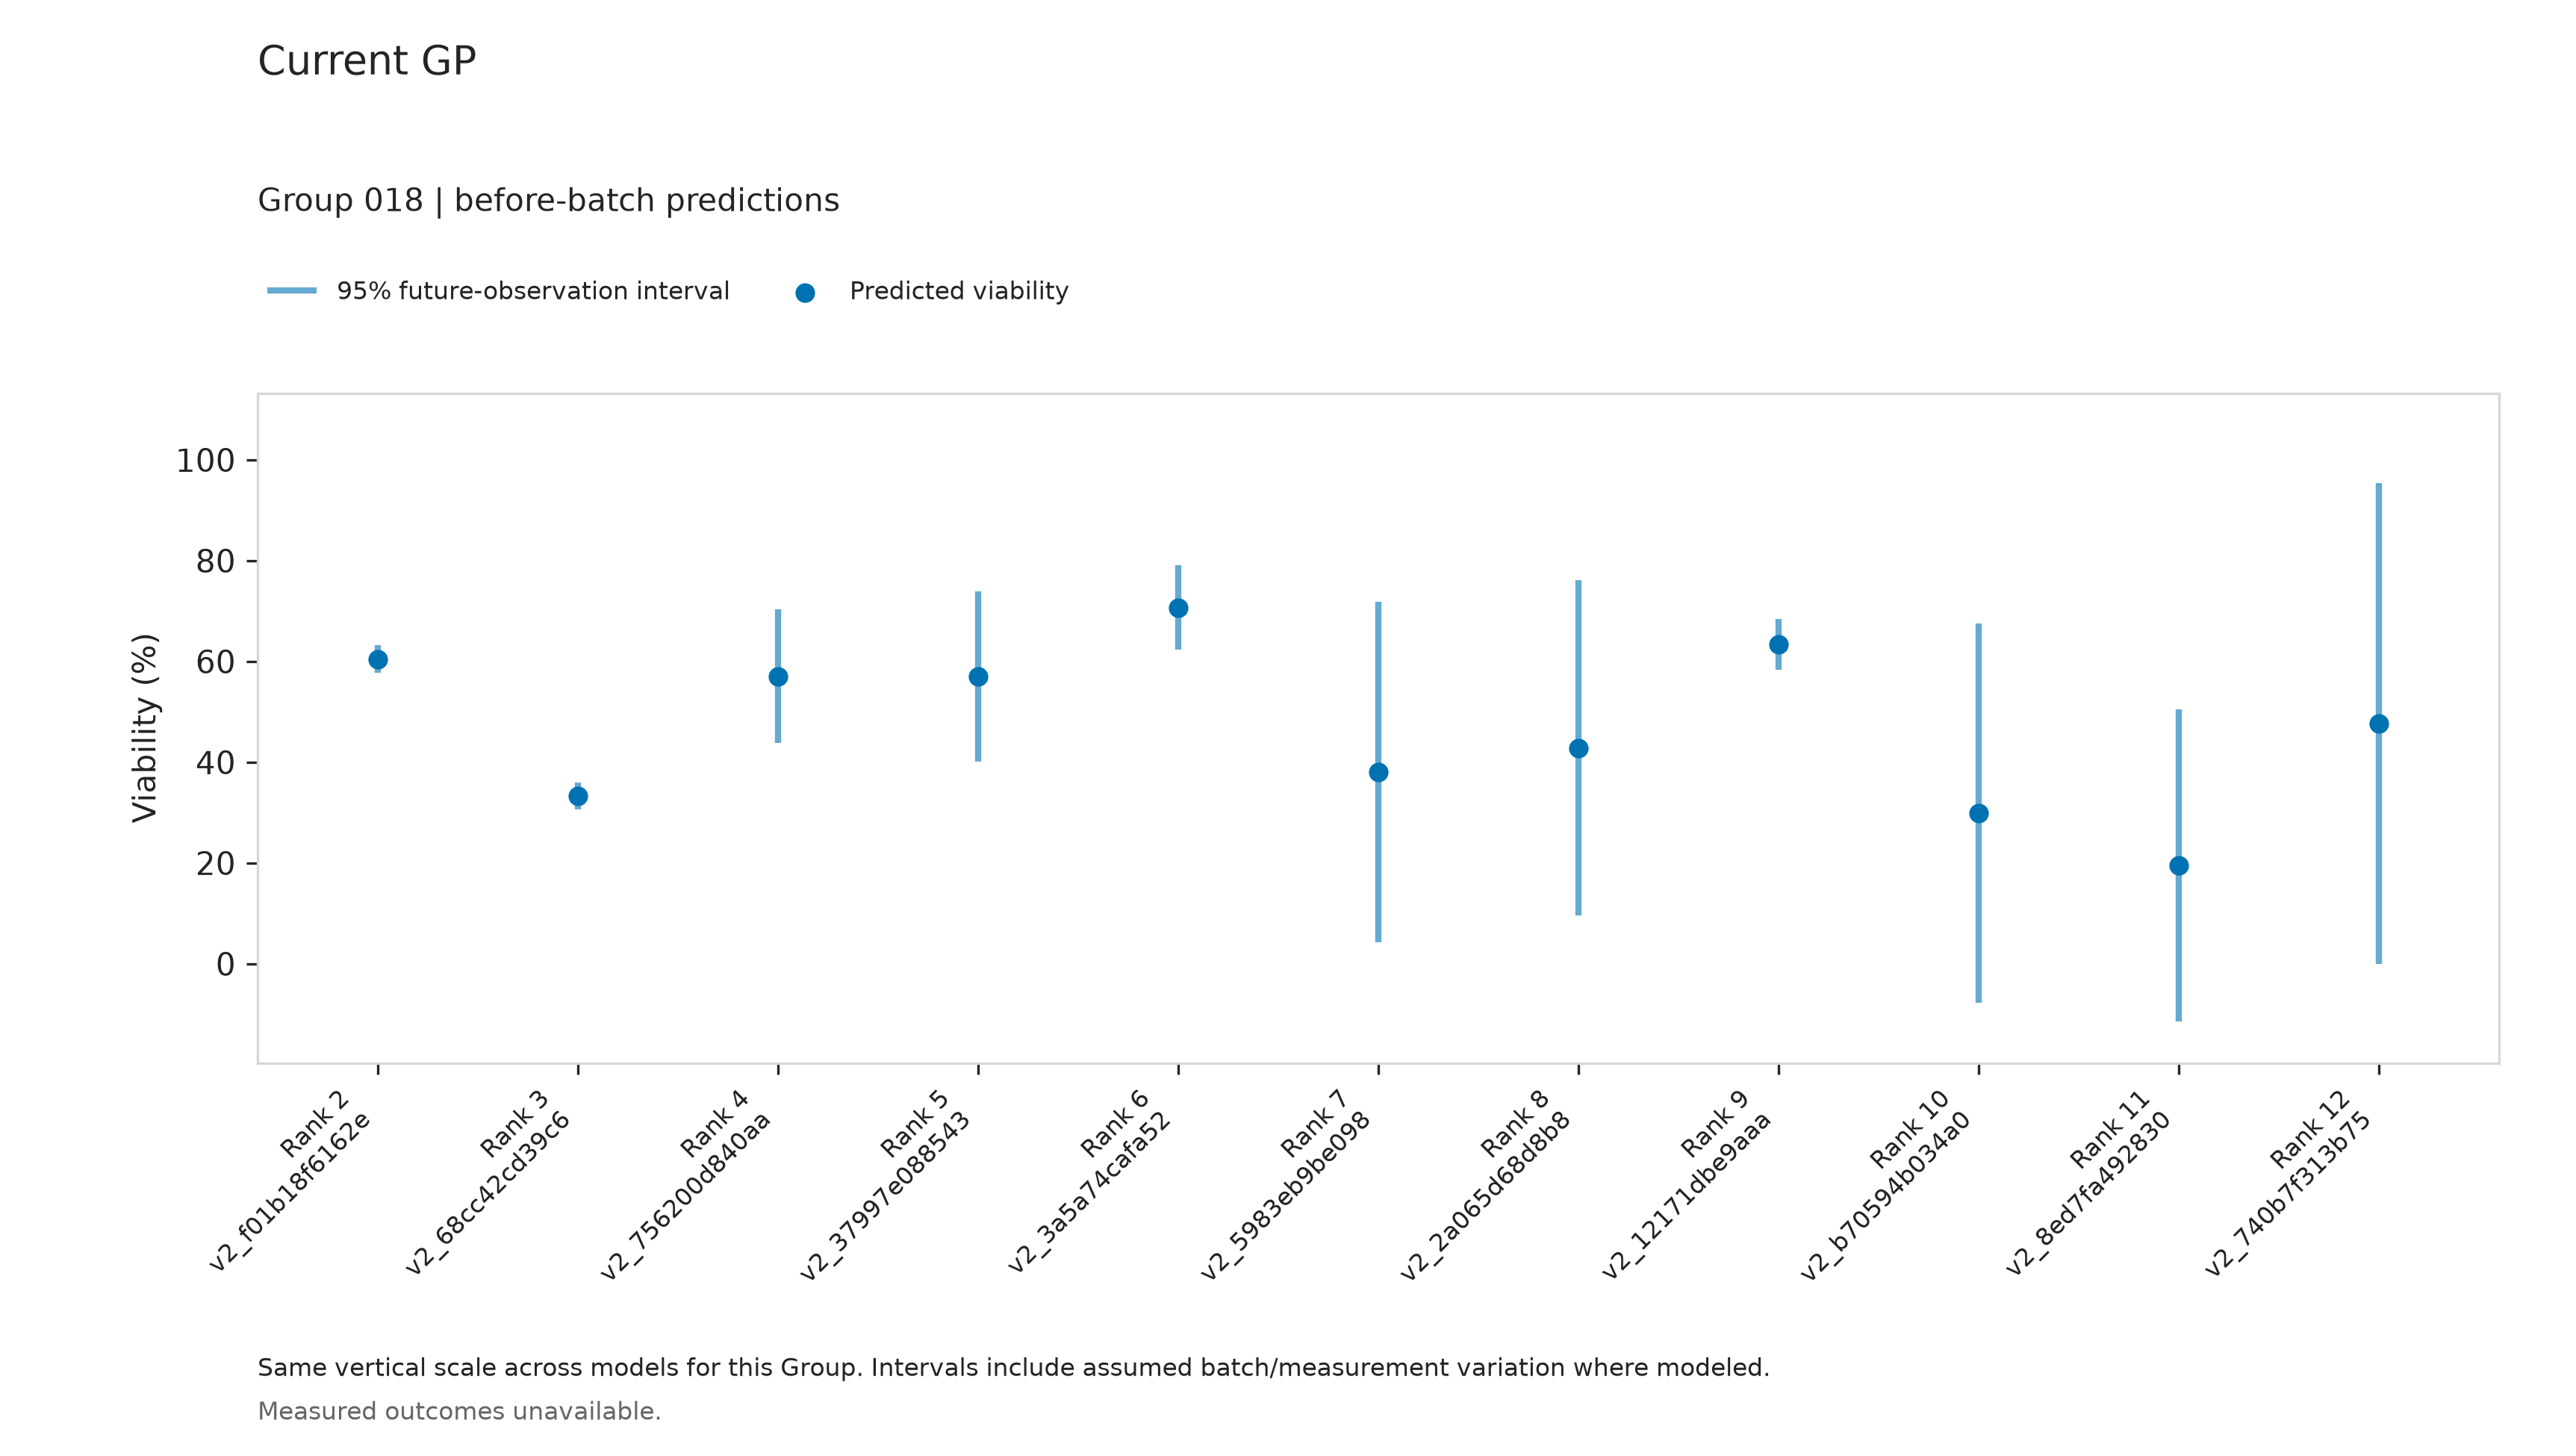 Current GP
Group 018 | before-batch predictions
95% future-observation interval
Predicted viability
Viability (%)
100
80
60
40
20
0
Rank 2
v2_f01b18f6162e
Rank 3
v2_68cc42cd39c6
Rank 4
v2_756200d840aa
Rank 5
v2_37997e088543
Rank 6
v2_3a5a74cafa52
Rank 7
v2_5983eb9be098
Rank 8
v2_2a065d68d8b8
Rank 9
v2_12171dbe9aaa
Rank 10
v2_b70594b034a0
Rank 11
v2_8ed7fa492830
Rank 12
v2_740b7f313b75
Same vertical scale across models for this Group. Intervals include assumed batch/measurement variation where modeled.
Measured outcomes unavailable.